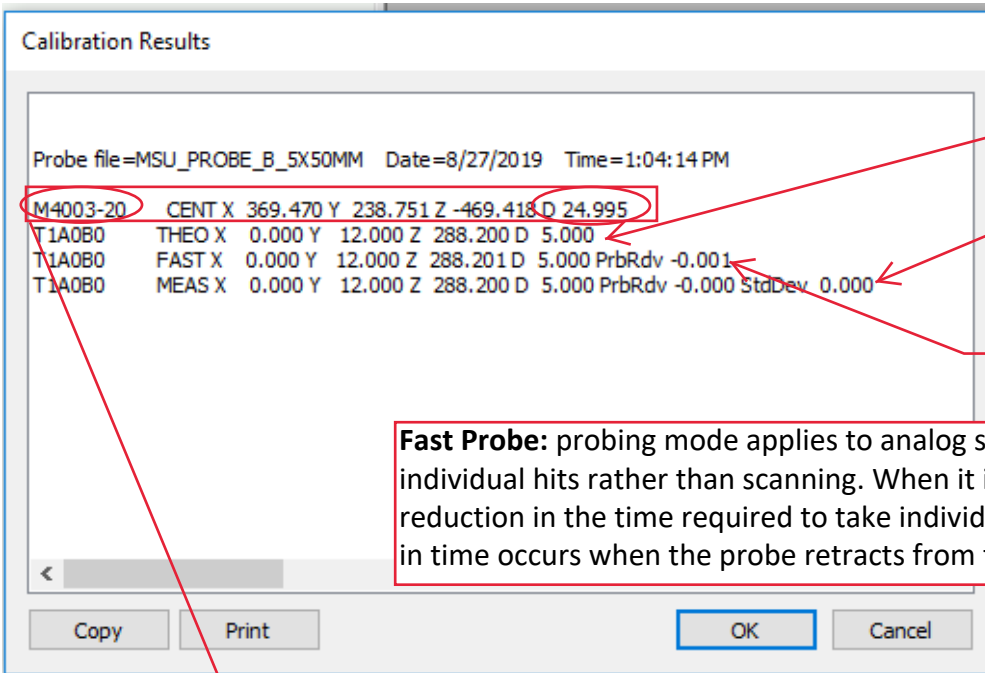 Calibration Results
Probe file=MSU_PROBE_B_5X50MM Date=8/27/2019 Time=1:04:14 PM
M4003-20 CENT X 369.470 Y 238.751 Z -469.418 D 24.995
T1A0B0 THEO X 0.000 Y 12.000 Z 288.200 D 5.000
T1A0B0 FAST X 0.000 Y 12.000 Z 288.201 D 5.000 PrbRdv -0.001
T1A0B0 MEAS X 0.000 Y 12.000 Z 288.200 D 5.000 PrbRdv -0.000 StdDev 0.000
Fast Probe: probing mode applies to analog s
individual hits rather than scanning. When it i
reduction in the time required to take individ
in time occurs when the probe retracts from t
Copy
Print
OK
Cancel